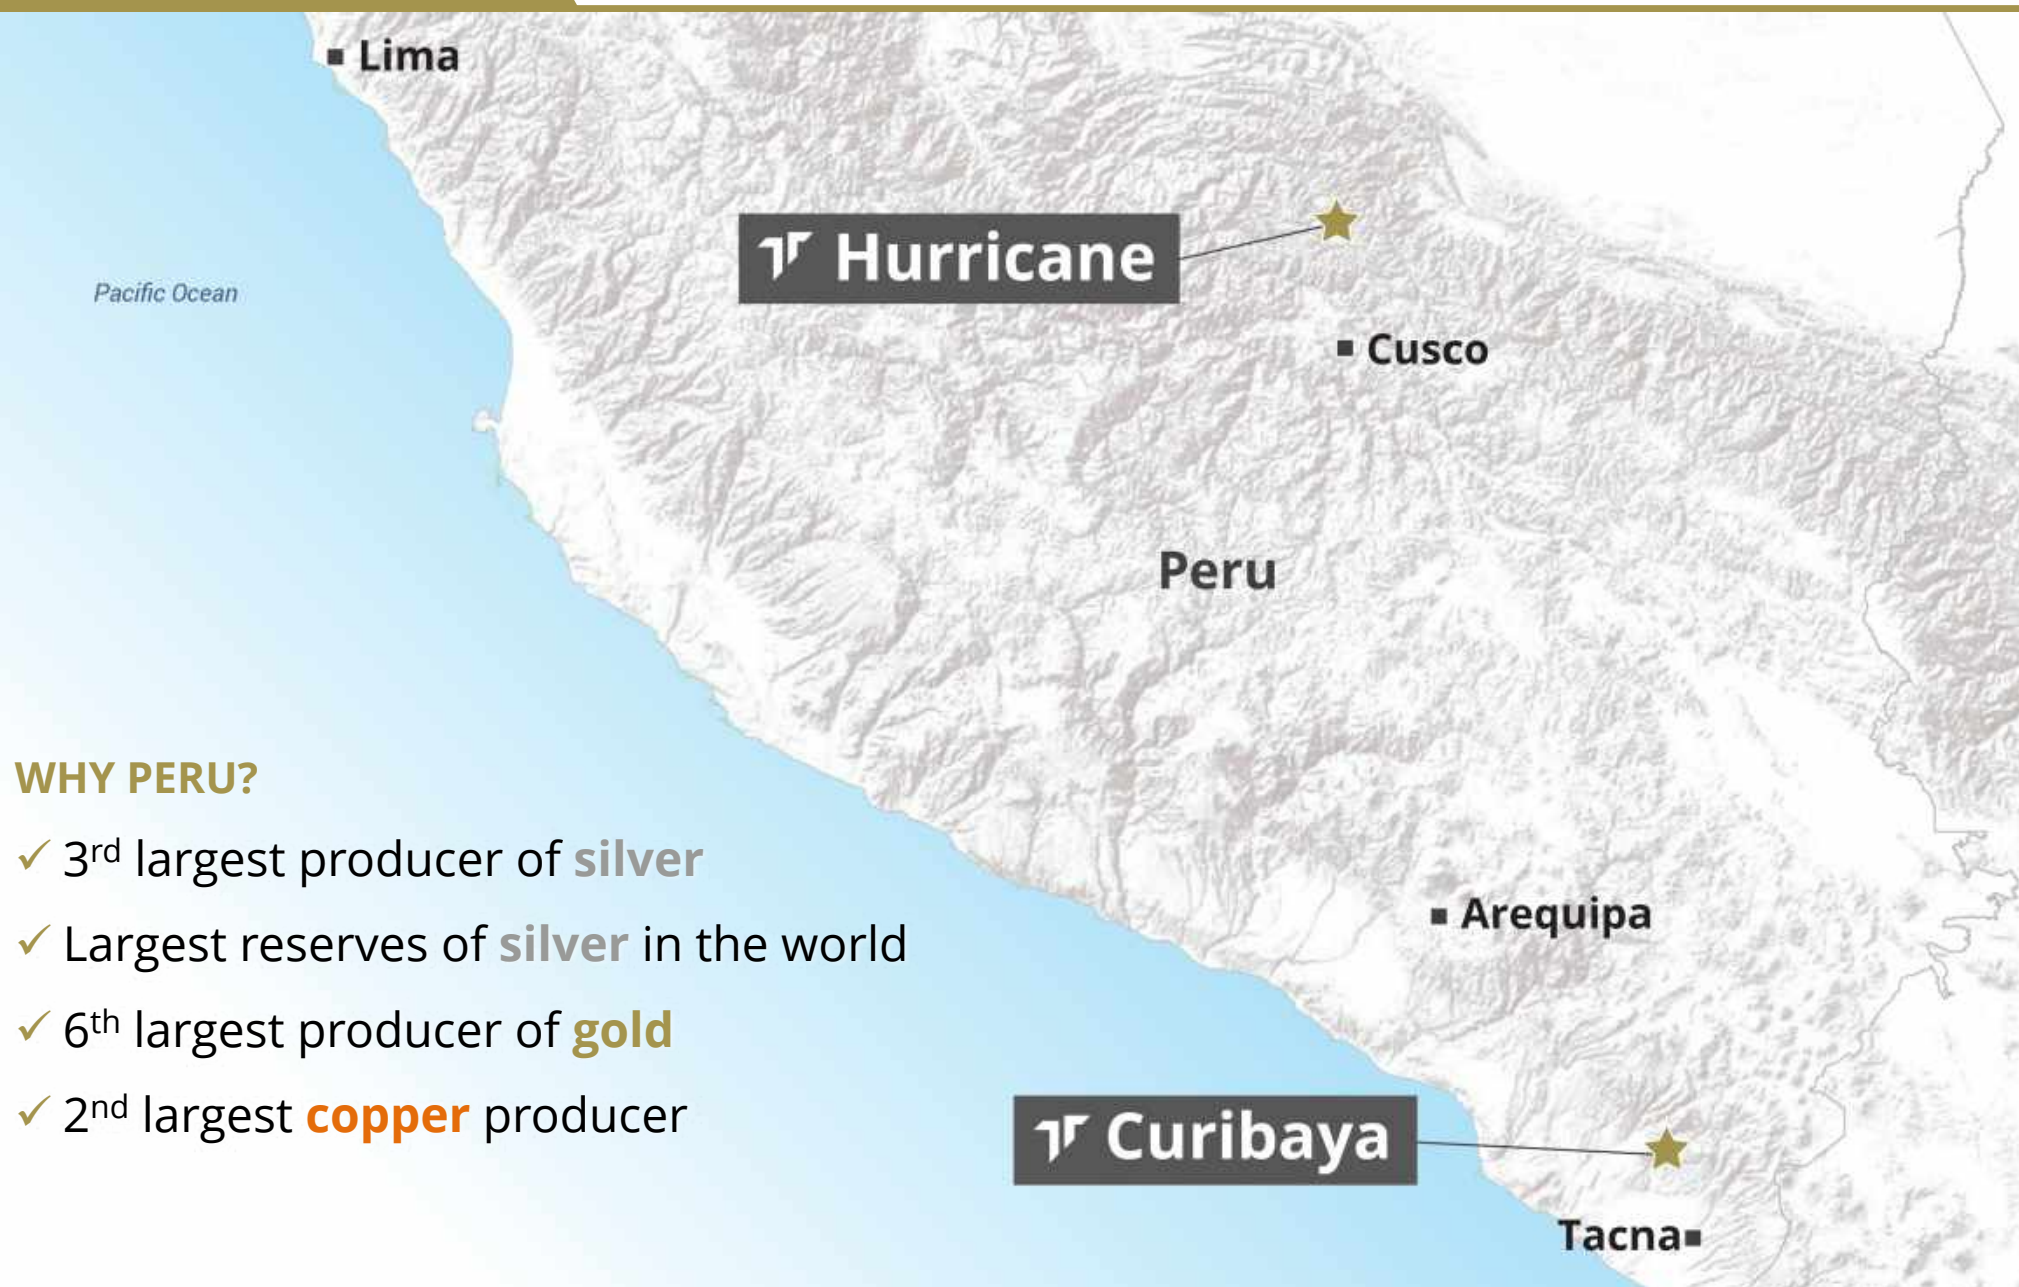 Lima
Hurricane
Pacific Ocean
Cusco
Peru
WHY PERU?
✓ 3rd largest producer of silver
✓ Largest reserves of silver in the world
Arequipa
✓ 6th largest producer of gold
✓ 2nd largest copper producer
Curibaya
Tacna